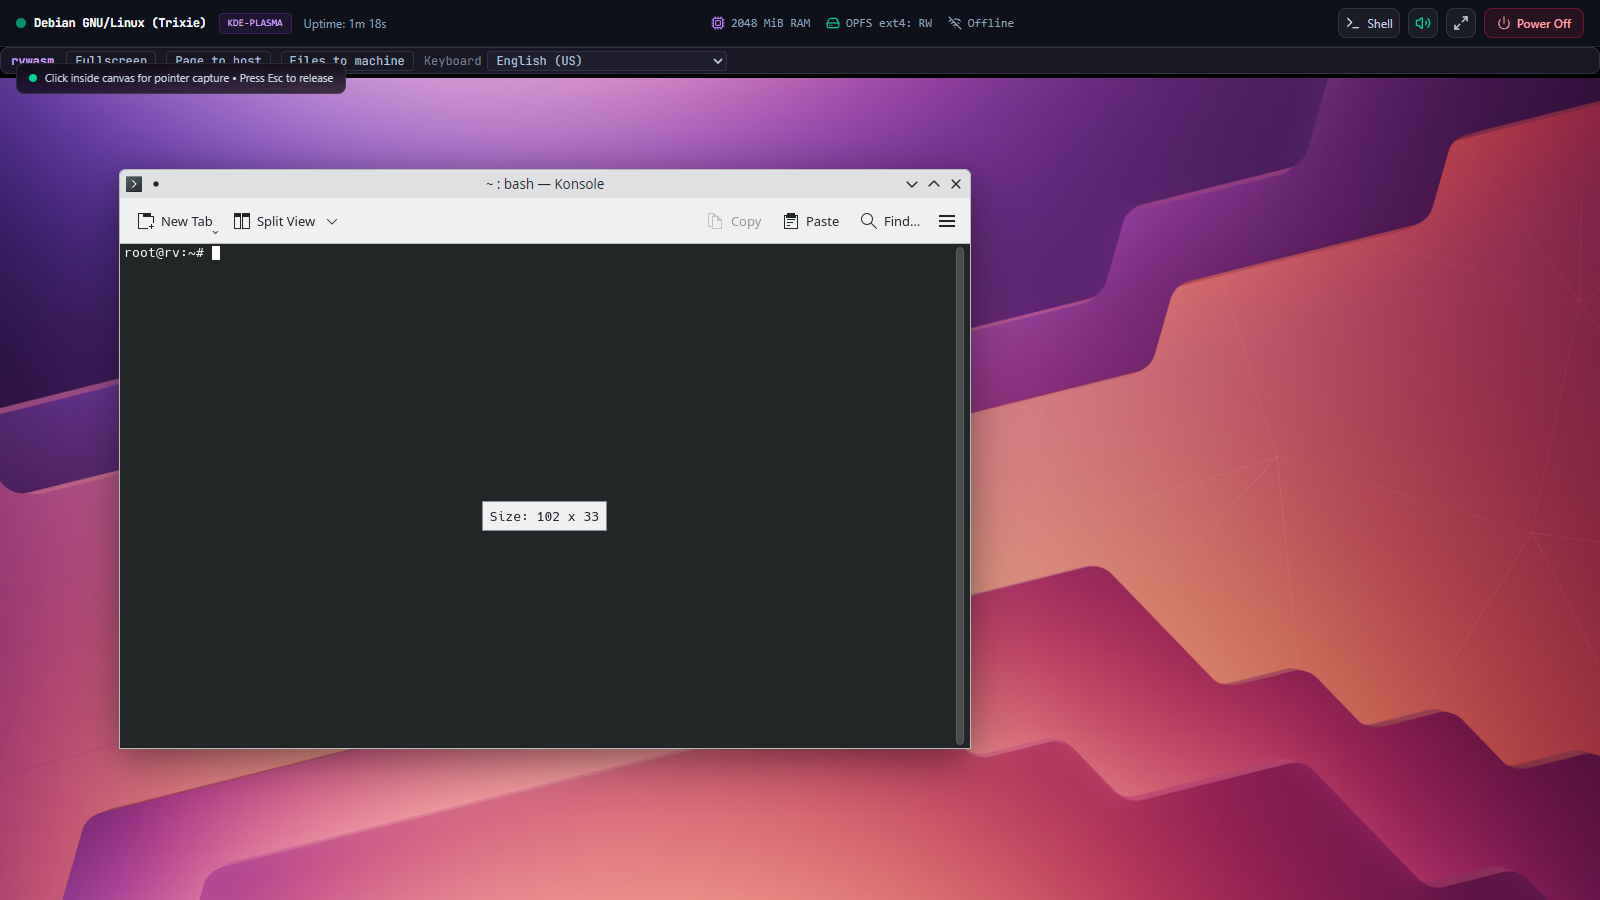 Debian GNU/Linux (Trixie) KDE-PLASMA Uptime: 1m 18s 2048 MiB RAM OPFS ext4: RW Offline Shell Power Off
rvwasm Fullscreen Page to host Files to machine Keyboard English (US)
Click inside canvas for pointer capture • Press Esc to release
~ : bash — Konsole
New Tab Split View Copy Paste Find...
root@rv:~#
Size: 102 x 33